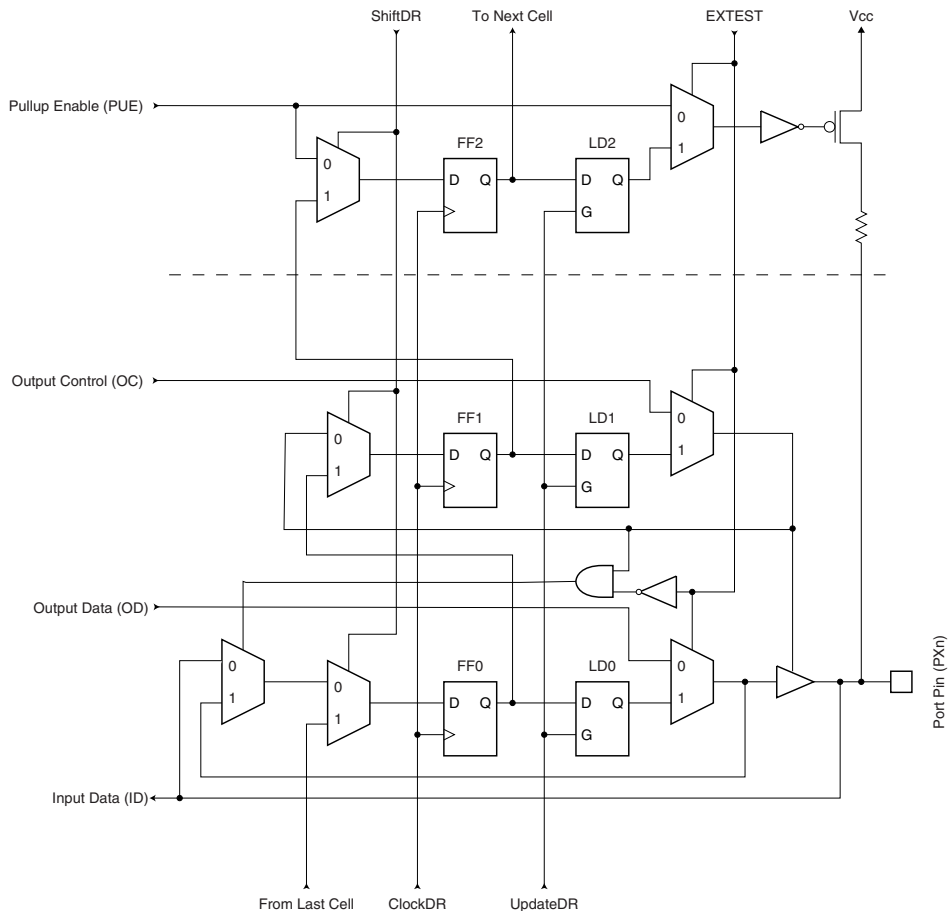 ShiftDR
To Next Cell
EXTEST
Vcc
Pullup Enable (PUE)
0
1
FF2
D Q
LD2
D Q
G
0
1
Output Control (OC)
0
1
FF1
D Q
LD1
D Q
G
0
1
Output Data (OD)
0
1
0
1
FF0
D Q
LD0
D Q
G
0
1
Port Pin (PXn)
Input Data (ID)
From Last Cell
ClockDR
UpdateDR